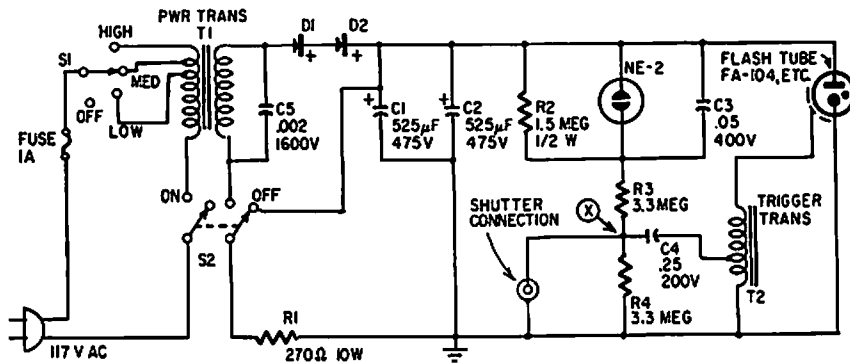 PWR TRANS
T1
HIGH
S1
MED
OFF
LOW
FUSE
1A
ON
S2
117 V AC
D1
D2
+
+
C5
.002
1600V
OFF
R1
270Ω 10W
+
C1
525µF
475V
+
C2
525µF
475V
R2
1.5 MEG
1/2 W
NE-2
C3
.05
400V
FLASH TUBE
FA-104, ETC.
SHUTTER
CONNECTION
X
R3
3.3 MEG
C4
.25
200V
R4
3.3 MEG
TRIGGER
TRANS
T2